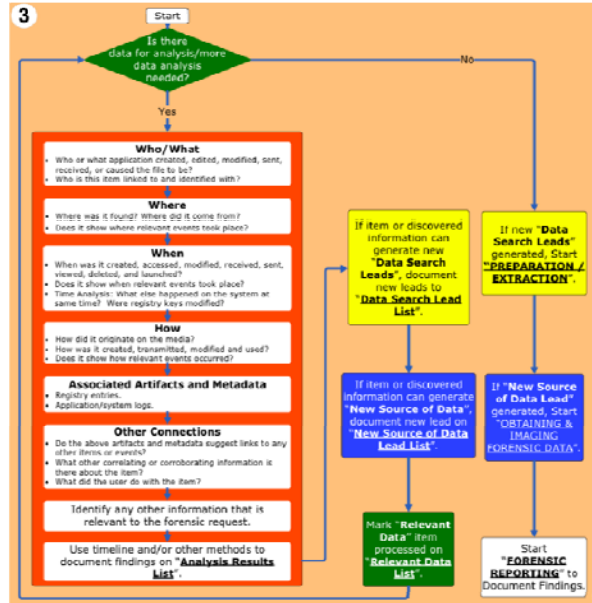 3
Start
Is there
data for analysis/more
data analysis
needed?
No
Yes
Who/What
• Who or what application created, edited, modified, sent,
received, or caused the file to be?
• Who is this item linked to and identified with?
Where
• Where was it found? Where did it come from?
• Does it show where relevant events took place?
When
• When was it created, accessed, modified, received, sent,
viewed, deleted, and launched?
• Does it show when relevant events took place?
• Time Analysis: What else happened on the system at
same time? Were registry keys modified?
How
• How did it originate on the media?
• How was it created, transmitted, modified and used?
• Does it show how relevant events occurred?
Associated Artifacts and Metadata
• Registry entries.
• Application/system logs.
Other Connections
• Do the above artifacts and metadata suggest links to any
other items or events?
• What other correlating or corroborating information is
there about the item?
• What did the user do with the item?
Identify any other information that is
relevant to the forensic request.
Use timeline and/or other methods to
document findings on "Analysis Results
List".
If item or discovered
information can
generate new
"Data Search
Leads", document
new leads to
"Data Search Lead
List".
If item or discovered
information can generate
"New Source of Data",
document new lead on
"New Source of Data
Lead List".
Mark "Relevant
Data" item
processed on
"Relevant Data
List".
If new "Data
Search Leads"
generated, Start
"PREPARATION /
EXTRACTION".
If "New Source
of Data Lead"
generated, Start
"OBTAINING &
IMAGING
FORENSIC DATA".
Start
"FORENSIC
REPORTING" to
Document Findings.